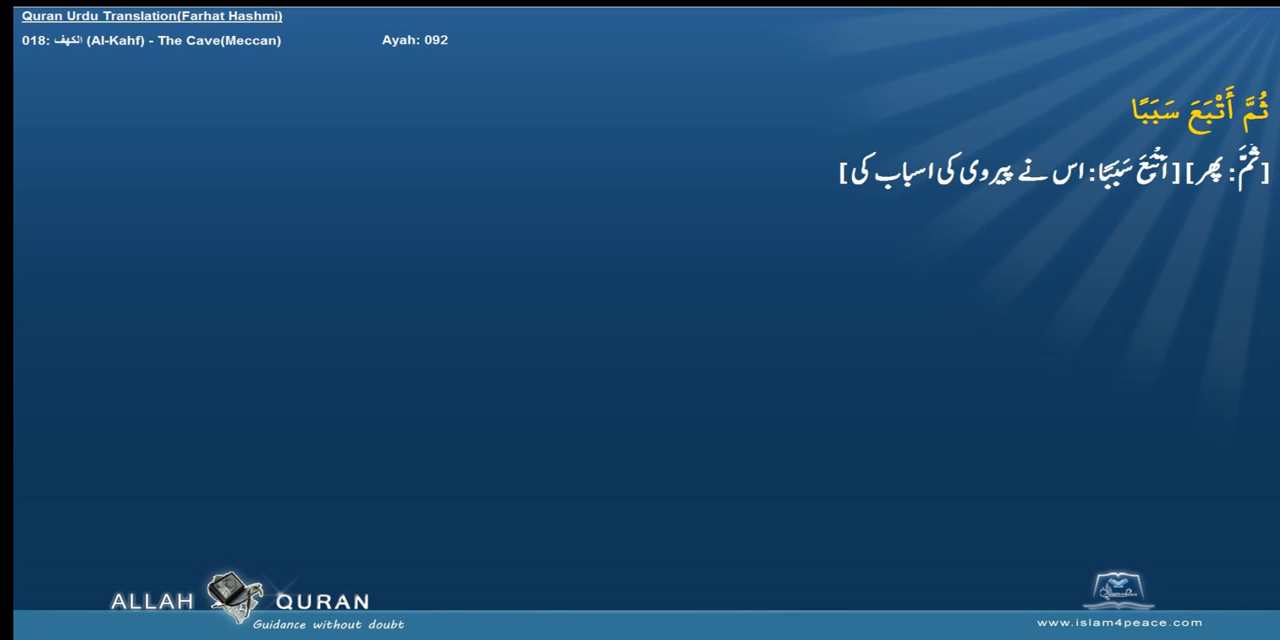 Quran Urdu Translation(Farhat Hashmi)
018: الكهف (Al-Kahf) - The Cave(Meccan) Ayah: 092
ثُمَّ أَتْبَعَ سَبَبًا
[ثُمَّ: پھر] [اَتْبَعَ سَبَبًا: اس نے پیروی کی اسباب کی]
ALLAH QURAN
Guidance without doubt
www.islam4peace.com